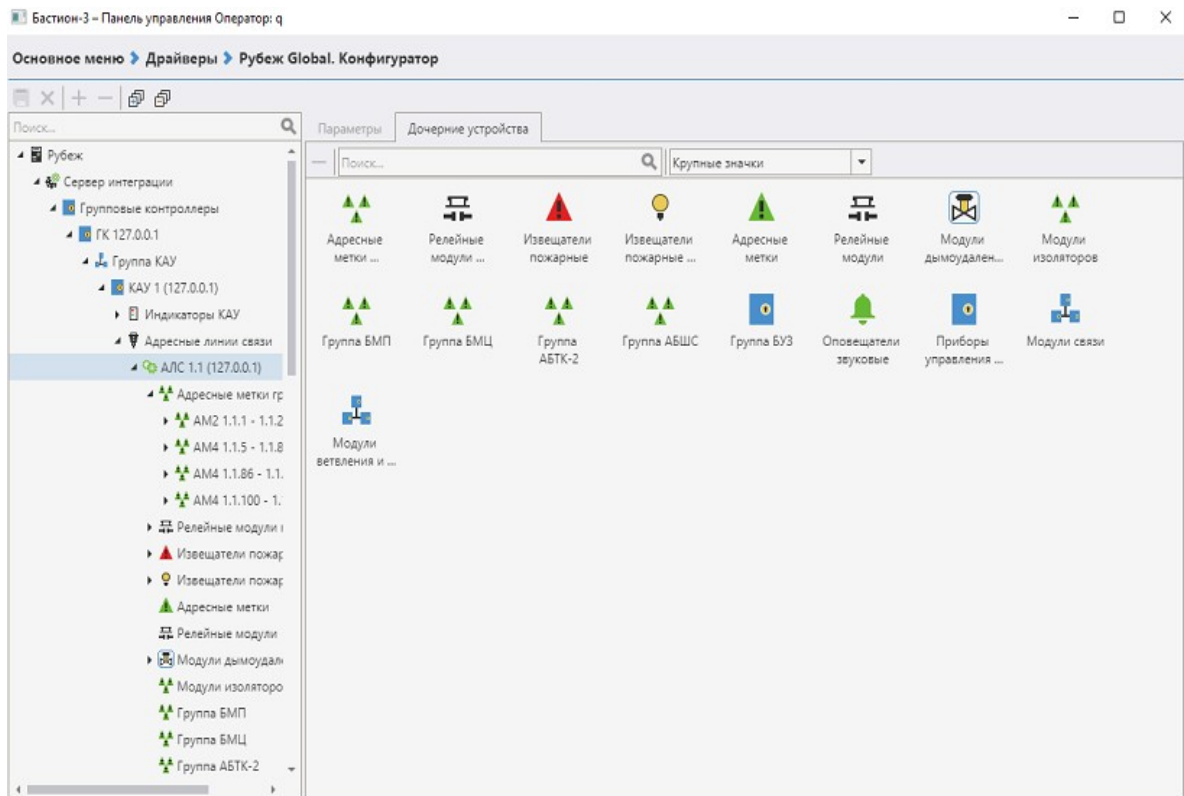 Бастион-3 – Панель управления Оператор: q
Основное меню Драйверы Рубеж Global. Конфигуратор
Поиск...
Рубеж
Сервер интеграции
Групповые контроллеры
ГК 127.0.0.1
Группа КАУ
КАУ 1 (127.0.0.1)
Индикаторы КАУ
Адресные линии связи
АЛС 1.1 (127.0.0.1)
Адресные метки гр
АМ2 1.1.1 - 1.1.2
АМ4 1.1.5 - 1.1.8
АМ4 1.1.86 - 1.1.
АМ4 1.1.100 - 1.
Релейные модули
Извещатели пожар
Извещатели пожар
Адресные метки
Релейные модули
Модули дымоудал
Модули изоляторо
Группа БМП
Группа БМЦ
Группа АБТК-2
Параметры Дочерние устройства
Поиск... Крупные значки
Адресные метки ...
Релейные модули ...
Извещатели пожарные
Извещатели пожарные ...
Адресные метки
Релейные модули
Модули дымоудален...
Модули изоляторов
Группа БМП
Группа БМЦ
Группа АБТК-2
Группа АБШС
Группа БУЗ
Оповещатели звуковые
Приборы управления ...
Модули связи
Модули ветвления и ...